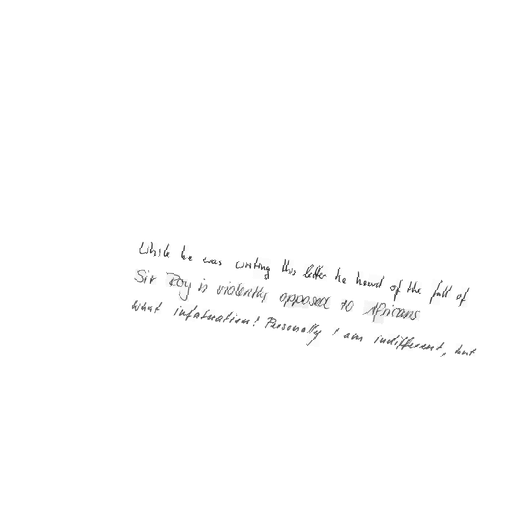 While he was writing this letter he heard of the fall of
Sir Roy is violently opposed to Africans
what infatuation! Personally I am indifferent, but